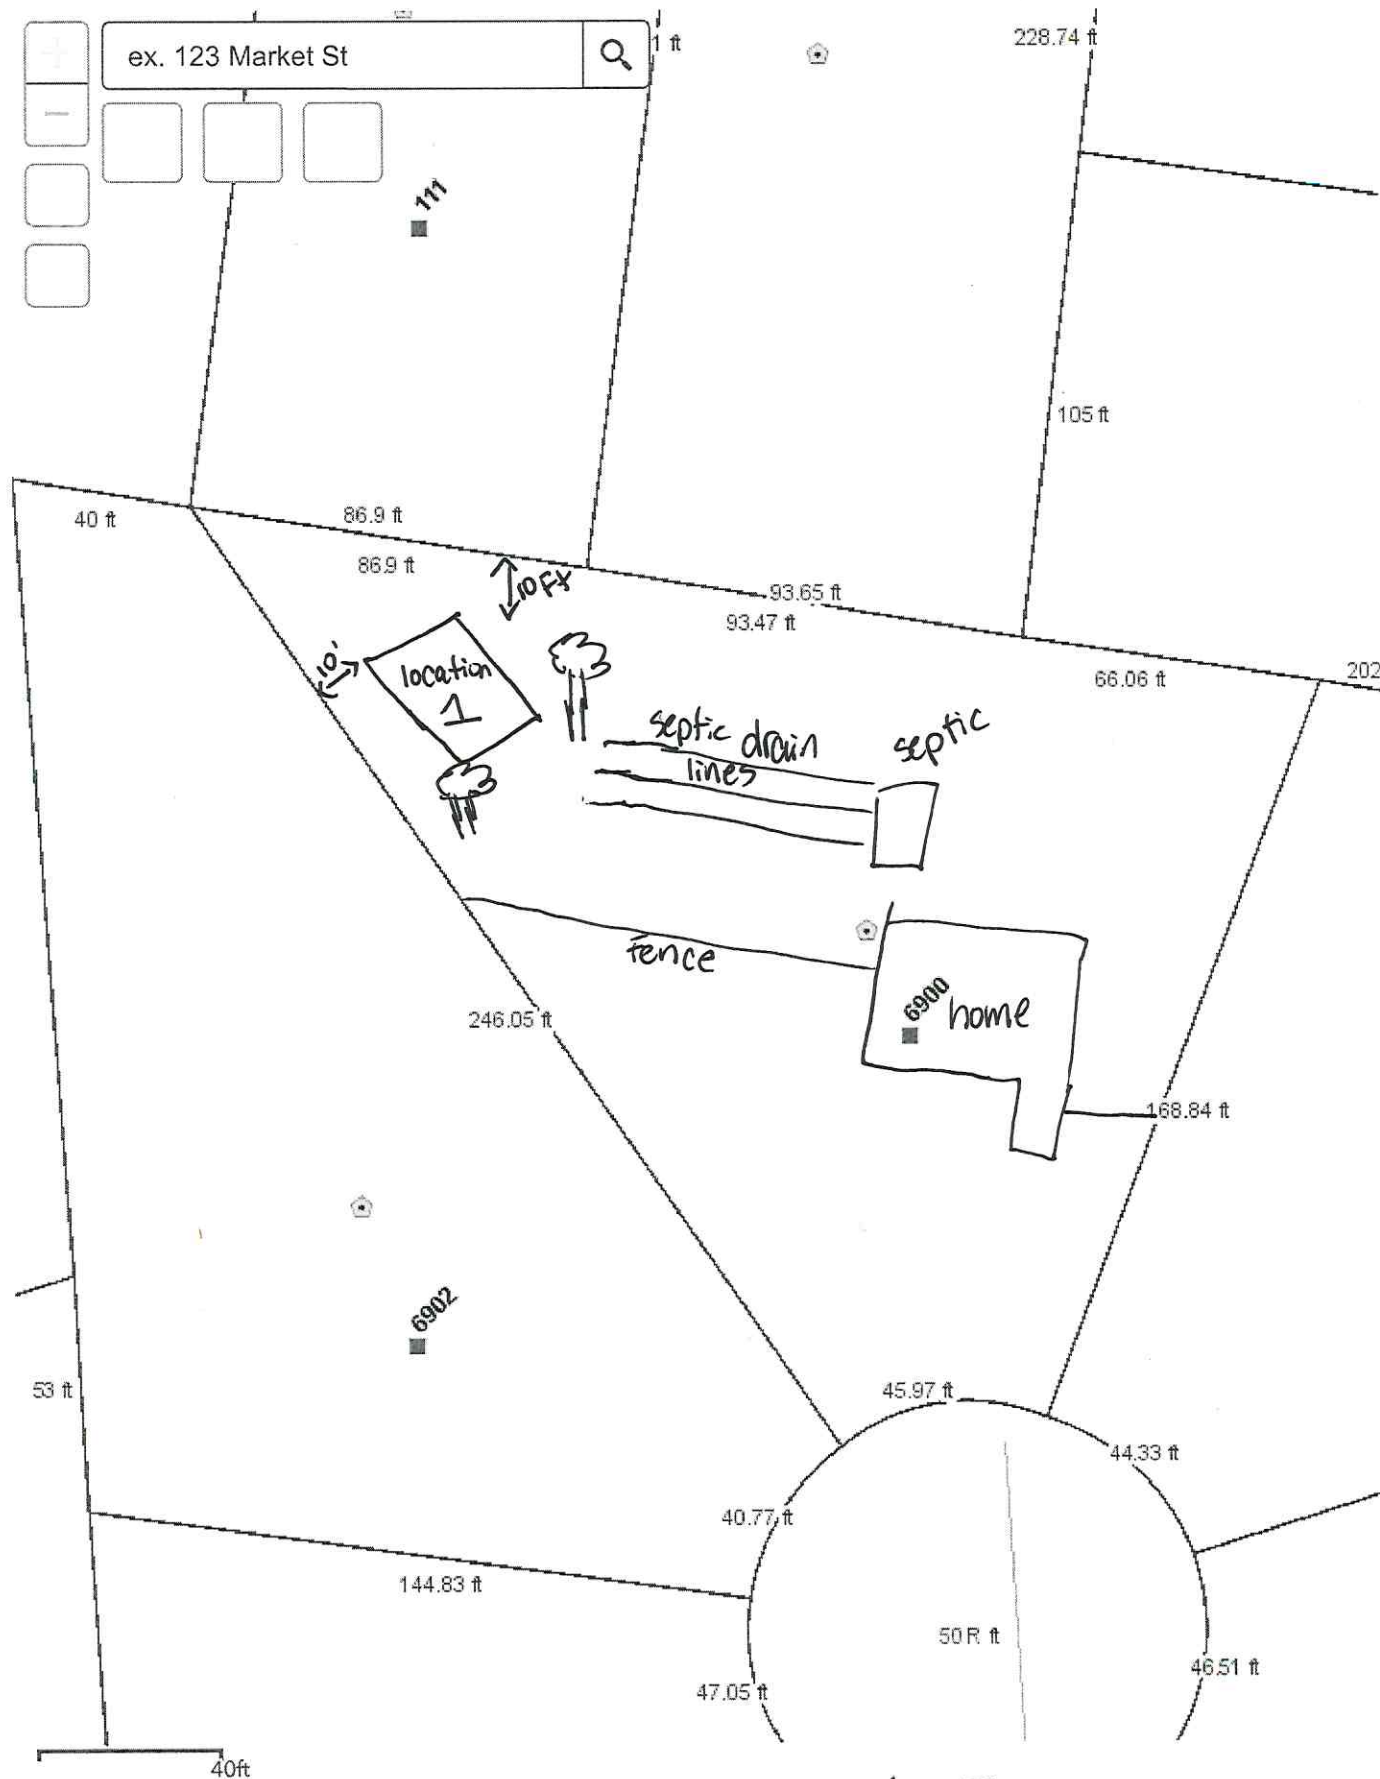 228.74 ft
1 ft
ex. 123 Market St
111
105 ft
86.9 ft
40 ft
86.9 ft
10 Ft
93.65 ft
93.47 ft
10'
location
1
66.06 ft
202
septic drain
lines
septic
fence
6900
home
246.05 ft
168.84 ft
6902
53 ft
45.97 ft
44.33 ft
40.77 ft
144.83 ft
50 R ft
46.51 ft
47.05 ft
40ft